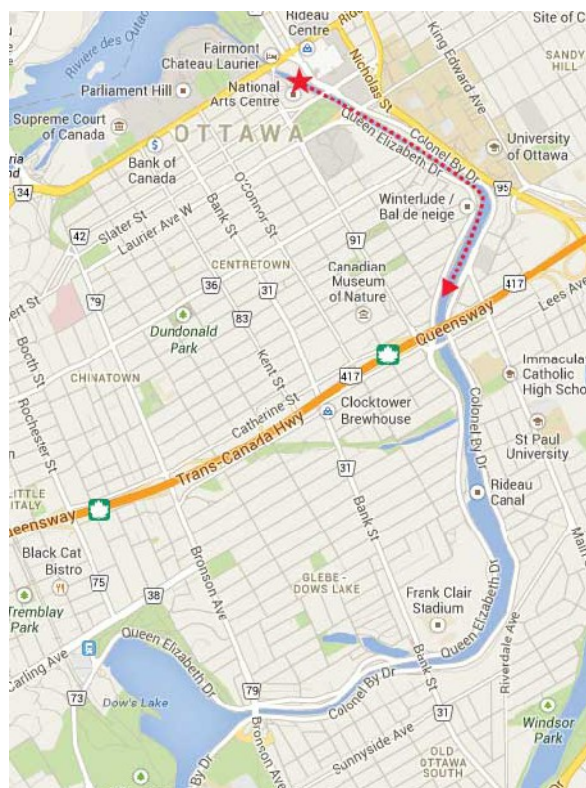 Rideau
Centre
Ride
Site of C
Rivière des Outao
Fairmont
Chateau Laurier
SANDY
HILL
King Edward Ave
Nicholas St
Parliament Hill
National
Arts Centre
Supreme Court
of Canada
OTTAWA
Queen Elizabeth Dr
Colonel By Dr
University
of Ottawa
Bank of
Canada
34
95
O'Connor St
Bank St
Winterlude /
Bal de neige
Slater St
Laurier Ave W
42
91
CENTRETOWN
Canadian
Museum
of Nature
417
Lees Ave
79
36
31
Queensway
Dundonald
Park
83
Booth St
Kent St
Immacul
Catholic
High Scho
CHINATOWN
417
Rochester St
Catherine St
Clocktower
Brewhouse
Colonel By Dr
St Paul
University
Trans-Canada Hwy
31
LITTLE
ITALY
Rideau
Canal
Main
ueensway
Bank St
Black Cat
Bistro
Bronson Ave
GLEBE -
DOWS LAKE
Frank Clair
Stadium
Queen Elizabeth Dr
75
38
Tremblay
Park
Queen Elizabeth Dr
Riverdale Ave
Carling Ave
Bank St
73
Dow's Lake
79
Colonel By Dr
31
Windsor
Park
By Dr
Bronson
Ave
Sunnyside Ave
OLD
OTTAWA
SOUTH